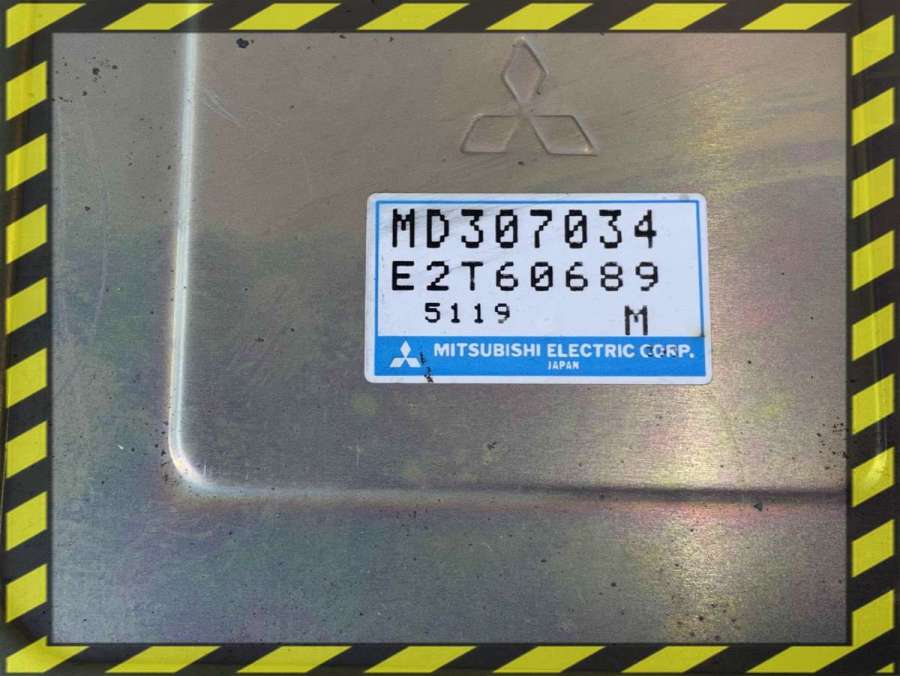 MD307034
E2T60689
5119 M
MITSUBISHI ELECTRIC CORP.
JAPAN